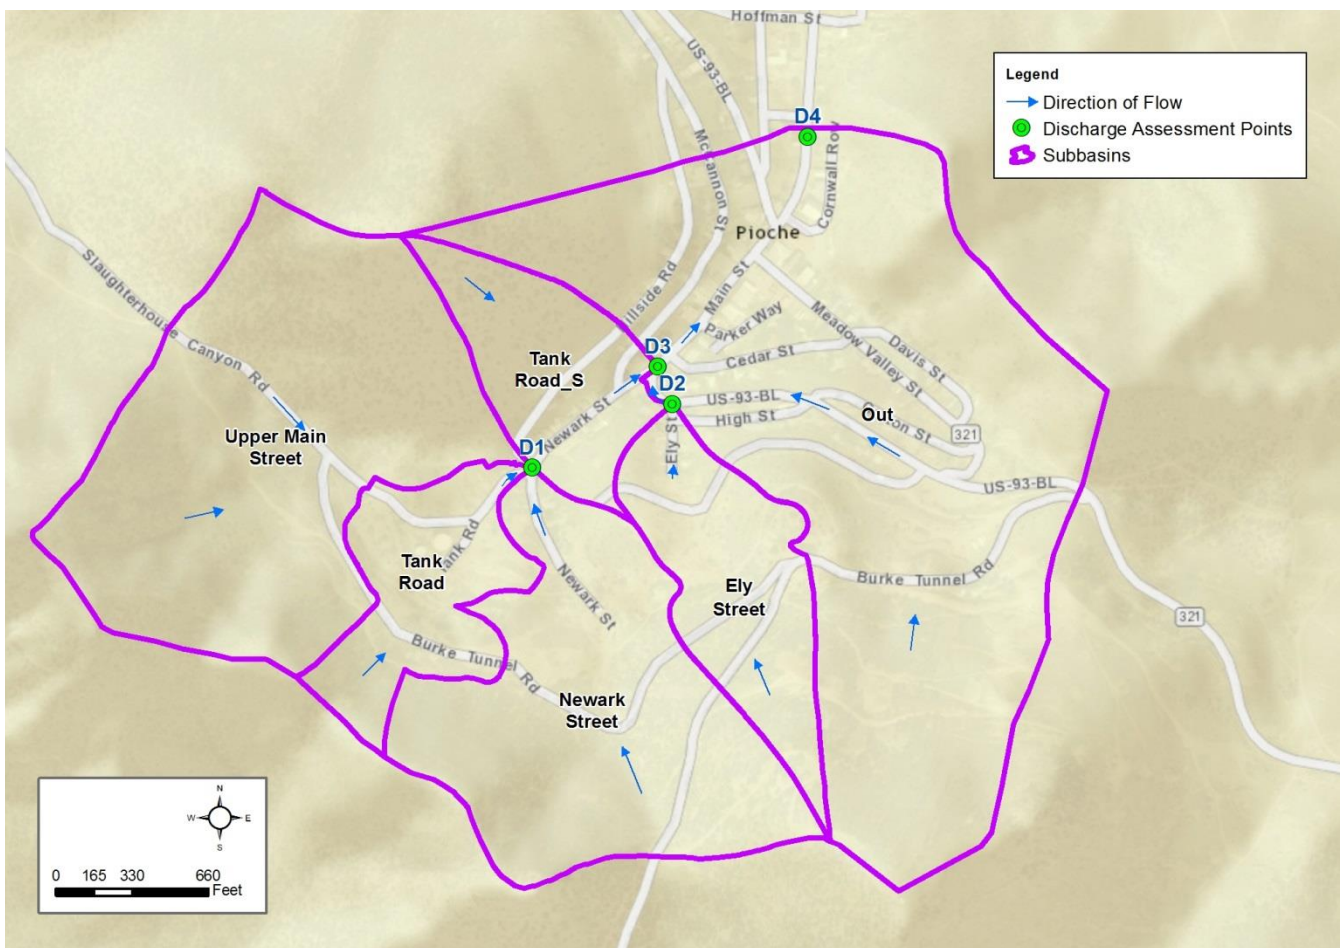 Hoffman St
US-93-BL
Legend
Direction of Flow
Discharge Assessment Points
Subbasins
D4
McCannon St
Cornwall Row
Pioche
Slaughterhouse Canyon Rd
illside Rd
Main St
Parker Way
Meadow Valley St
Davis St
D3
Cedar St
Tank
Road_S
D2
US-93-BL
High St
Out
321
Newark St
Ely St
Upper Main
Street
D1
US-93-BL
Tank
Road
Newark St
Ely
Street
Burke Tunnel Rd
321
Burke Tunnel Rd
Newark
Street
N
W
E
S
0 165 330 660
Feet